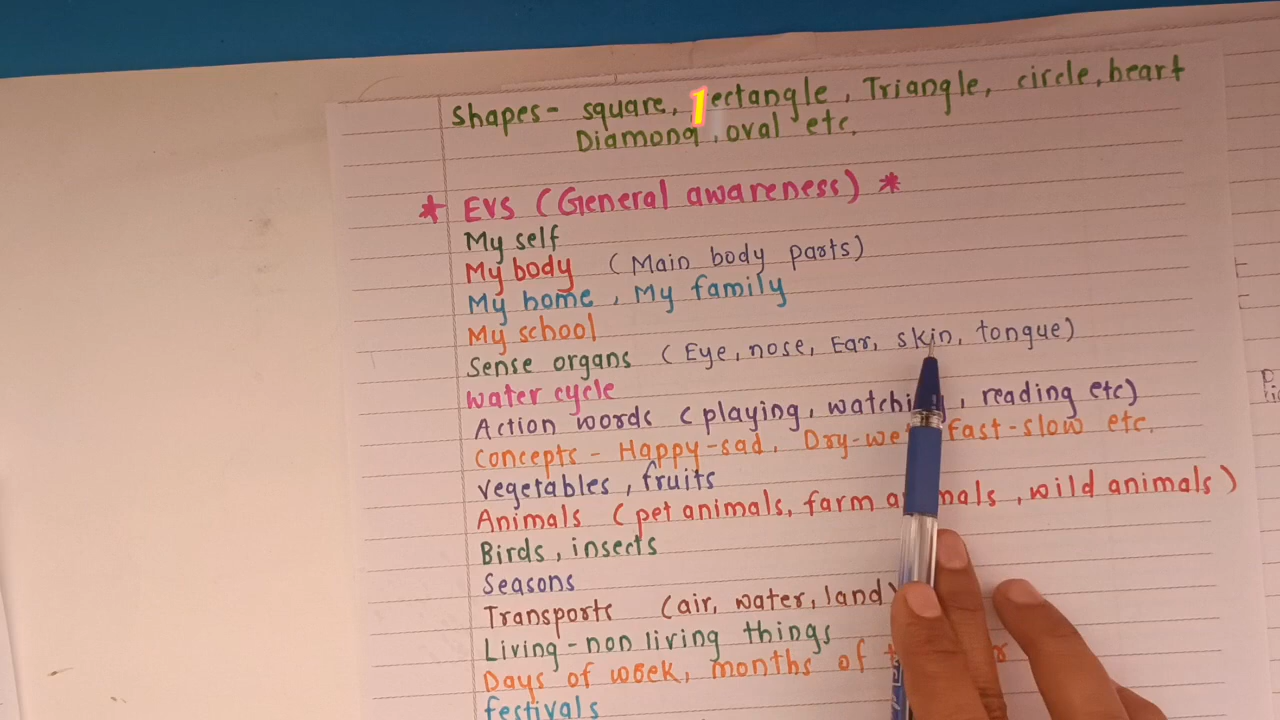 Shapes - square, rectangle, Triangle, circle, heart
Diamond, oval etc.
* EVS (General awareness) *
My self
My body (Main body parts)
My home, My family
My school
Sense organs (Eye, nose, Ear, skin, tongue)
water cycle
Action words (playing, watching, reading etc)
Concepts - Happy-sad, Dry-wet, fast-slow etc.
vegetables, fruits
Animals (pet animals, farm animals, wild animals)
Birds, insects
Seasons
Transports (air, water, land)
Living - non living things
Days of week, months of
festivals